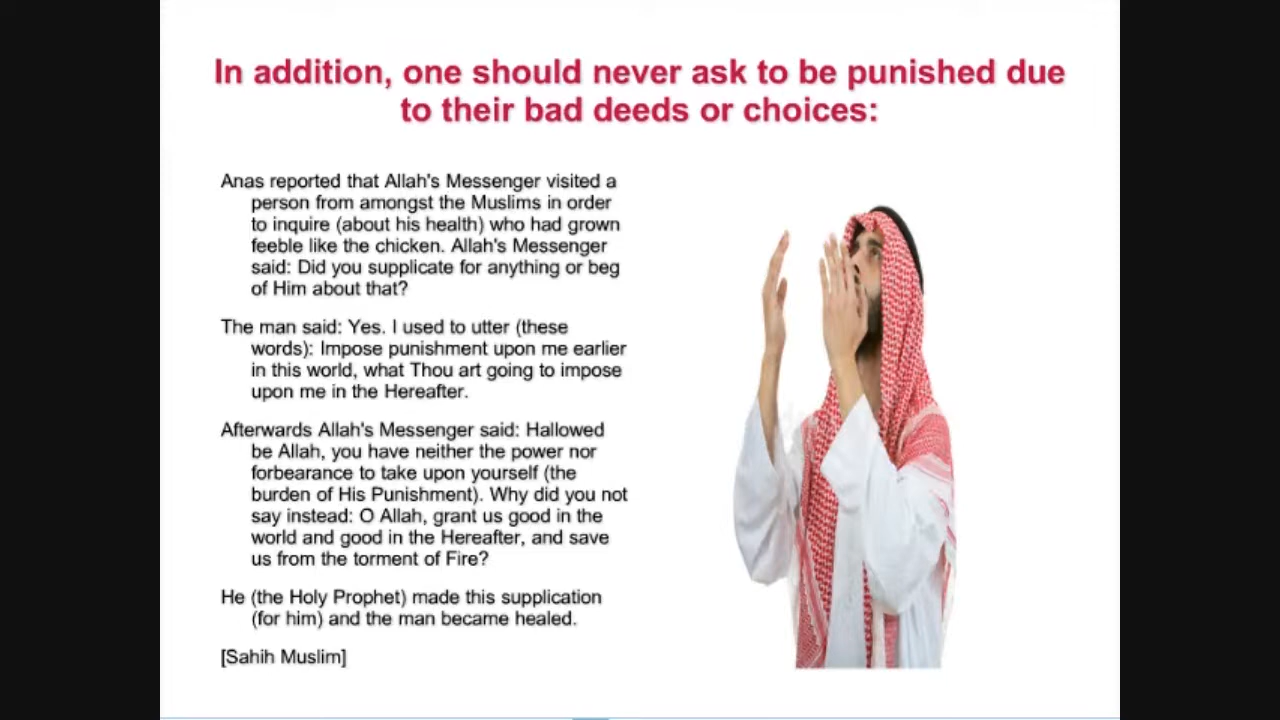 In addition, one should never ask to be punished due
to their bad deeds or choices:
Anas reported that Allah's Messenger visited a
person from amongst the Muslims in order
to inquire (about his health) who had grown
feeble like the chicken. Allah's Messenger
said: Did you supplicate for anything or beg
of Him about that?
The man said: Yes. I used to utter (these
words): Impose punishment upon me earlier
in this world, what Thou art going to impose
upon me in the Hereafter.
Afterwards Allah's Messenger said: Hallowed
be Allah, you have neither the power nor
forbearance to take upon yourself (the
burden of His Punishment). Why did you not
say instead: O Allah, grant us good in the
world and good in the Hereafter, and save
us from the torment of Fire?
He (the Holy Prophet) made this supplication
(for him) and the man became healed.
[Sahih Muslim]